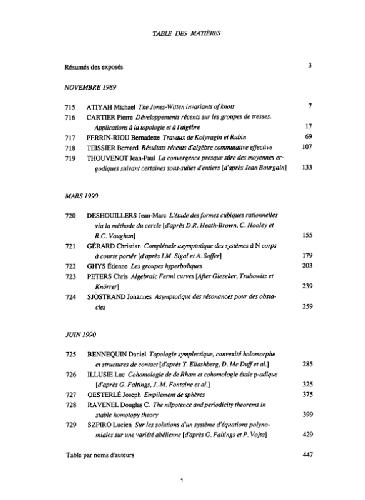 TABLE DES MATIÈRES
Résumés des exposés 3
NOVEMBRE 1989
715 ATIYAH Michael The Jones-Witten invariants of knots 7
716 CARTIER Pierre Développements récents sur les groupes de tresses.
Applications à la topologie et à l'algèbre 17
717 PERRIN-RIOU Bernadette Travaux de Kolyvagin et Rubin 69
718 TEISSIER Bernard Résultats récents d'algèbre commutative effective 107
719 THOUVENOT Jean-Paul La convergence presque sûre des moyennes er-
godiques suivant certaines sous-suites d'entiers [d'après Jean Bourgain] 133
MARS 1990
720 DESHOUILLERS Jean-Marc L'étude des formes cubiques rationnelles
via la méthode du cercle [d'après D.R. Heath-Brown, C. Hooley et
R.C. Vaughan] 155
721 GÉRARD Christian Complétude asymptotique des systèmes à N corps
à courte portée [d'après I.M. Sigal et A. Soffer] 179
722 GHYS Étienne Les groupes hyperboliques 203
723 PETERS Chris Algebraic Fermi curves [After Gieseker, Trubowitz et
Knörrer] 239
724 SJÖSTRAND Johannes Asymptotique des résonances pour des obsta-
cles 259
JUIN 1990
725 BENNEQUIN Daniel Topologie symplectique, convexité holomorphe
et structures de contact [d'après Y. Eliashberg, D. Mc Duff et al.] 285
726 ILLUSIE Luc Cohomologie de de Rham et cohomologie étale p-adique
[d'après G. Faltings, J.-M. Fontaine et al.] 325
727 OESTERLÉ Joseph Empilements de sphères 375
728 RAVENEL Douglas C. The nilpotence and periodicity theorems in
stable homotopy theory 399
729 SZPIRO Lucien Sur les solutions d'un système d'équations polyno-
miales sur une variété abélienne [d'après G. Faltings et P. Vojta] 429
Table par noms d'auteurs 447